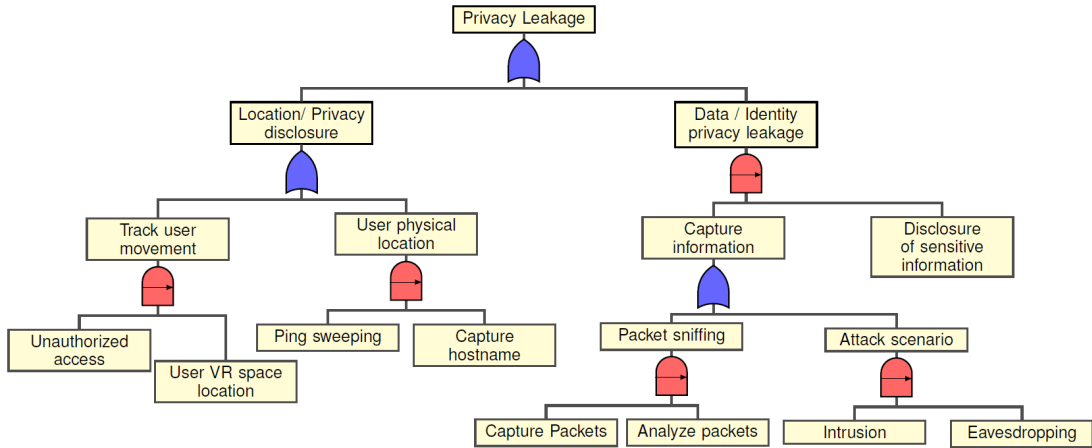 Privacy Leakage
Location/ Privacy
disclosure
Data / Identity
privacy leakage
Track user
movement
User physical
location
Capture
information
Disclosure
of sensitive
information
Unauthorized
access
User VR space
location
Ping sweeping
Capture
hostname
Packet sniffing
Attack scenario
Capture Packets
Analyze packets
Intrusion
Eavesdropping